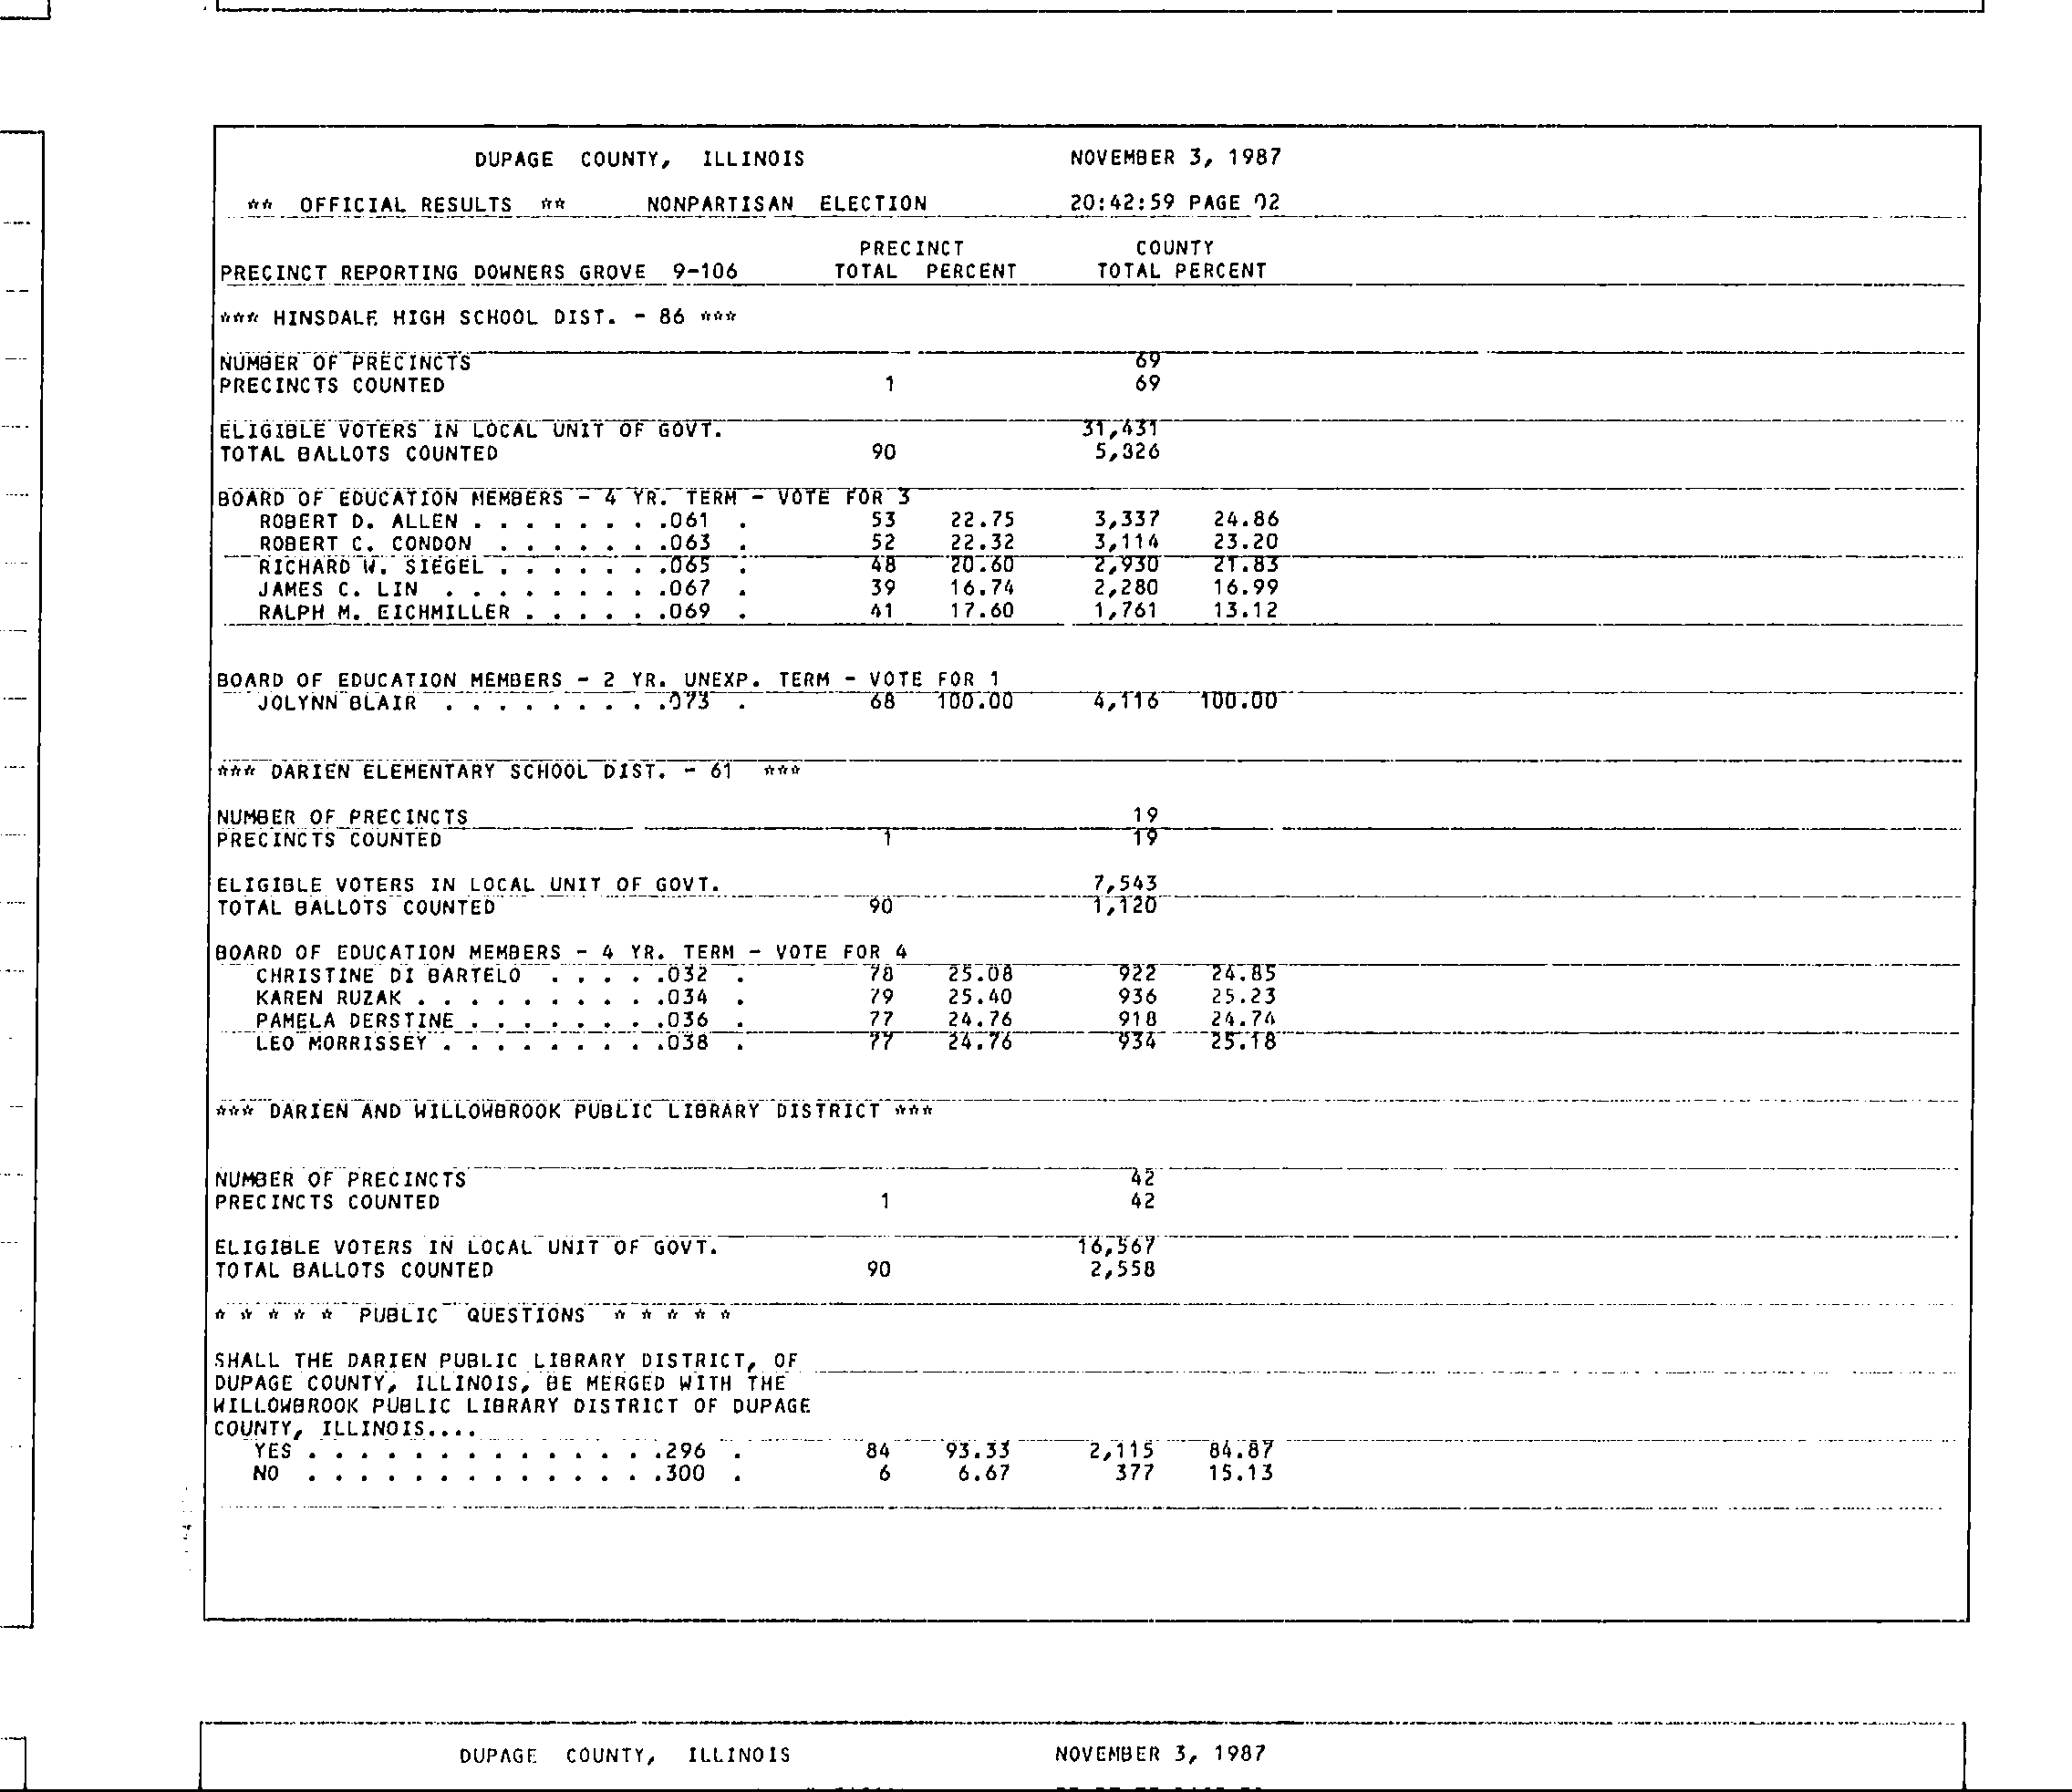 DUPAGE COUNTY, ILLINOIS NOVEMBER 3, 1987
** OFFICIAL RESULTS ** NONPARTISAN ELECTION 20:42:59 PAGE 02
PRECINCT COUNTY
PRECINCT REPORTING DOWNERS GROVE 9-106 TOTAL PERCENT TOTAL PERCENT
*** HINSDALE HIGH SCHOOL DIST. - 86 ***
NUMBER OF PRECINCTS 69
PRECINCTS COUNTED 1 69
ELIGIBLE VOTERS IN LOCAL UNIT OF GOVT. 31,431
TOTAL BALLOTS COUNTED 90 5,326
BOARD OF EDUCATION MEMBERS - 4 YR. TERM - VOTE FOR 3
ROBERT D. ALLEN . . . . . . . .061 . 53 22.75 3,337 24.86
ROBERT C. CONDON . . . . . . .063 . 52 22.32 3,114 23.20
RICHARD W. SIEGEL . . . . . . .065 . 48 20.60 2,930 21.83
JAMES C. LIN . . . . . . . . .067 . 39 16.74 2,280 16.99
RALPH M. EICHMILLER . . . . . .069 . 41 17.60 1,761 13.12
BOARD OF EDUCATION MEMBERS - 2 YR. UNEXP. TERM - VOTE FOR 1
JOLYNN BLAIR . . . . . . . . .073 . 68 100.00 4,116 100.00
*** DARIEN ELEMENTARY SCHOOL DIST. - 61 ***
NUMBER OF PRECINCTS 19
PRECINCTS COUNTED 1 19
ELIGIBLE VOTERS IN LOCAL UNIT OF GOVT. 7,543
TOTAL BALLOTS COUNTED 90 1,120
BOARD OF EDUCATION MEMBERS - 4 YR. TERM - VOTE FOR 4
CHRISTINE DI BARTELO . . . . .032 . 78 25.08 922 24.85
KAREN RUZAK . . . . . . . . . .034 . 79 25.40 936 25.23
PAMELA DERSTINE . . . . . . . .036 . 77 24.76 918 24.74
LEO MORRISSEY . . . . . . . . .038 . 77 24.76 934 25.18
*** DARIEN AND WILLOWBROOK PUBLIC LIBRARY DISTRICT ***
NUMBER OF PRECINCTS 42
PRECINCTS COUNTED 1 42
ELIGIBLE VOTERS IN LOCAL UNIT OF GOVT. 16,567
TOTAL BALLOTS COUNTED 90 2,558
* * * * * PUBLIC QUESTIONS * * * * *
SHALL THE DARIEN PUBLIC LIBRARY DISTRICT, OF
DUPAGE COUNTY, ILLINOIS, BE MERGED WITH THE
WILLOWBROOK PUBLIC LIBRARY DISTRICT OF DUPAGE
COUNTY, ILLINOIS....
YES . . . . . . . . . . . . . .296 . 84 93.33 2,115 84.87
NO . . . . . . . . . . . . . .300 . 6 6.67 377 15.13
DUPAGE COUNTY, ILLINOIS NOVEMBER 3, 1987